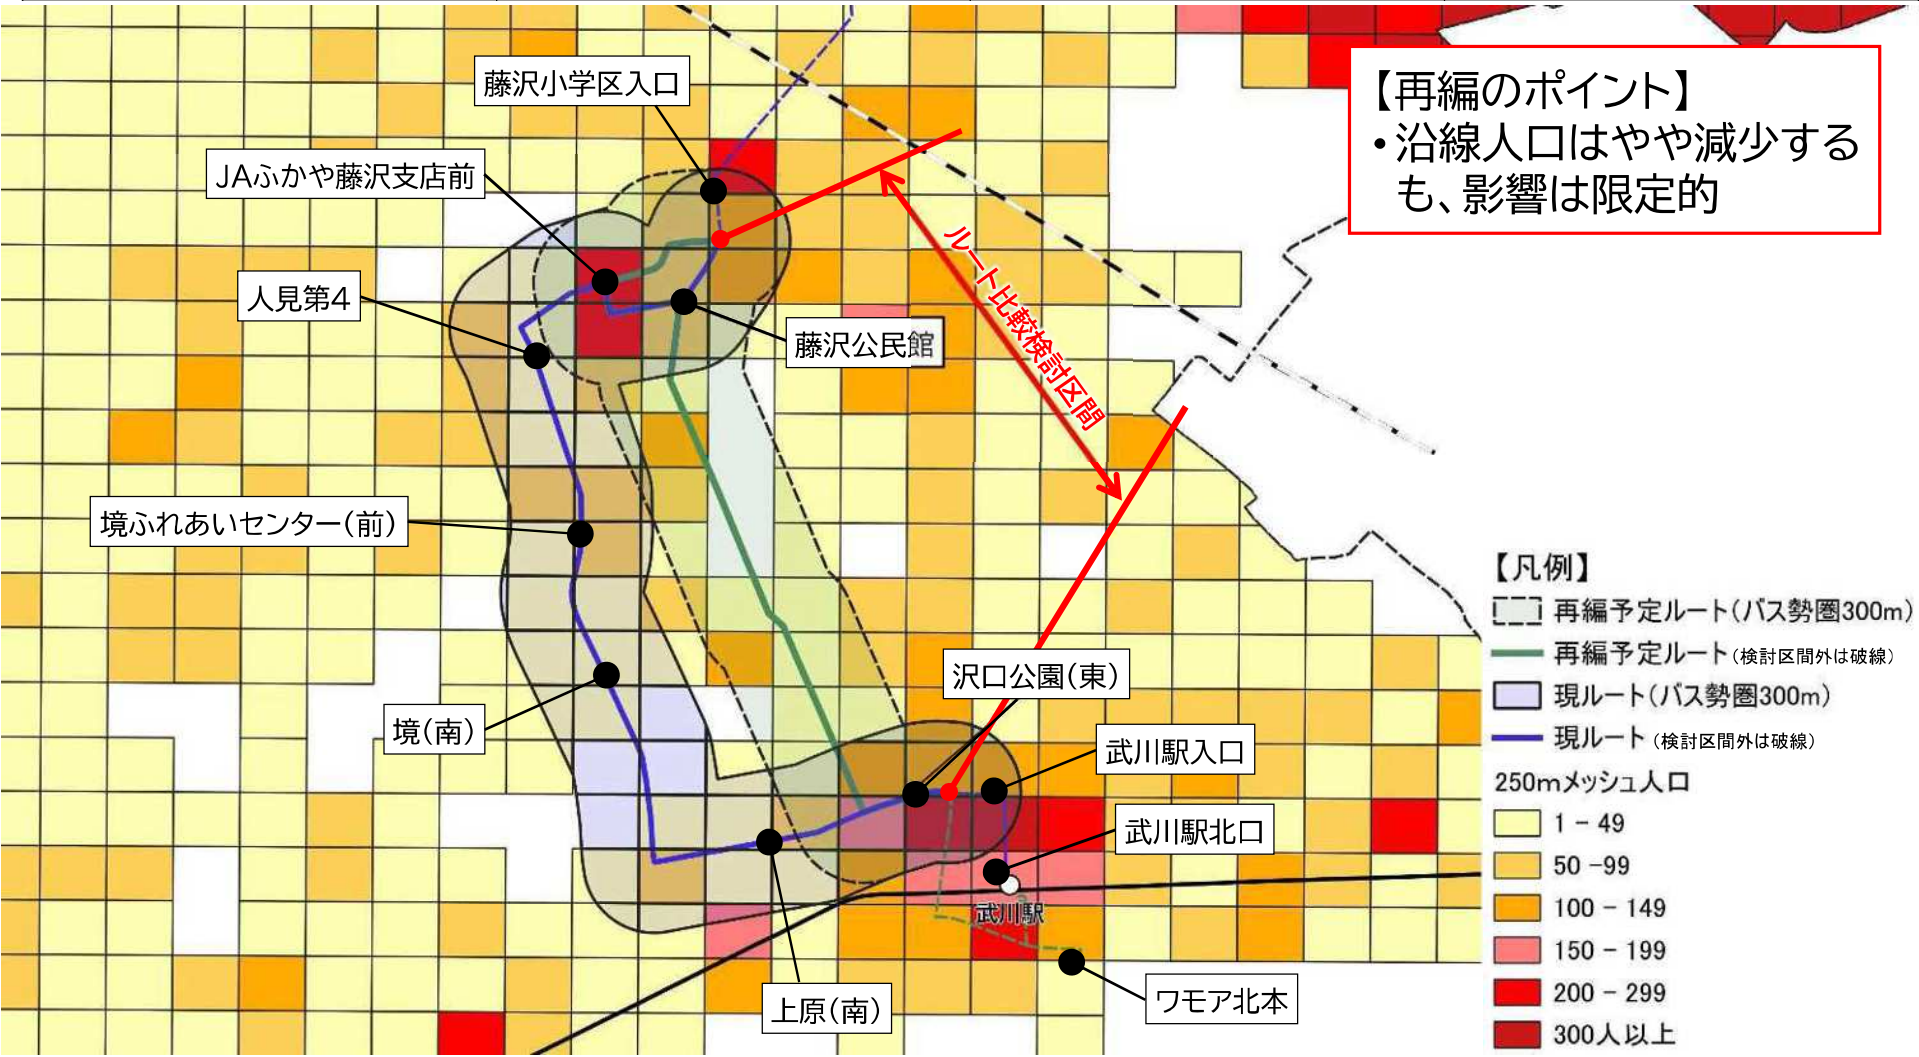 藤沢小学区入口
JAふかや藤沢支店前
人見第4
藤沢公民館
境ふれあいセンター(前)
境(南)
上原(南)
沢口公園(東)
武川駅入口
武川駅北口
武川駅
ワモア北本
ルート比較検討区間
【再編のポイント】
・沿線人口はやや減少する
も、影響は限定的
【凡例】
再編予定ルート(バス勢圏300m)
再編予定ルート(検討区間外は破線)
現ルート(バス勢圏300m)
現ルート(検討区間外は破線)
250mメッシュ人口
1 - 49
50 -99
100 - 149
150 - 199
200 - 299
300人以上